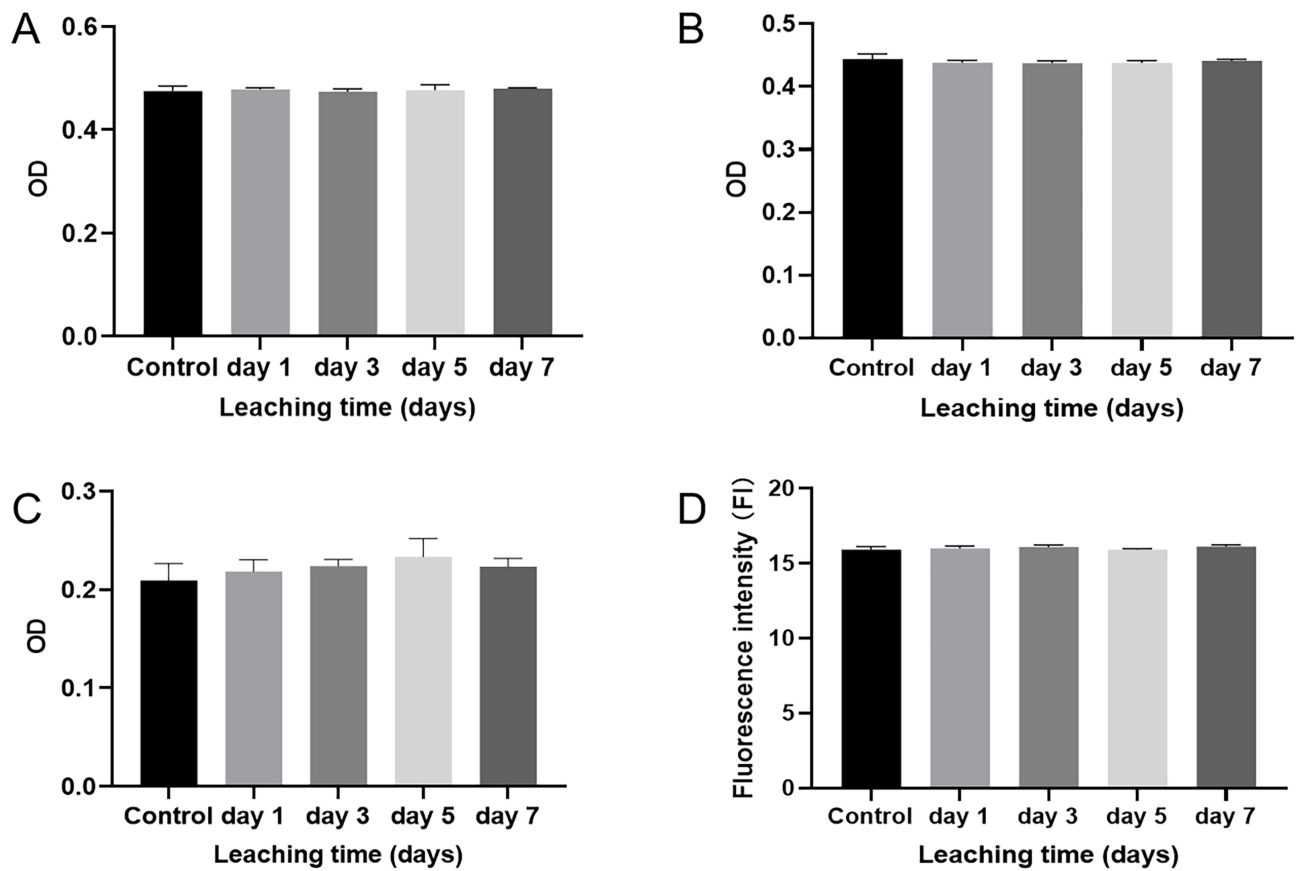 A
0.6
0.4
0.2
0.0
OD
Control day 1 day 3 day 5 day 7
Leaching time (days)
B
0.5
0.4
0.3
0.2
0.1
0.0
OD
Control day 1 day 3 day 5 day 7
Leaching time (days)
C
0.3
0.2
0.1
0.0
OD
Control day 1 day 3 day 5 day 7
Leaching time (days)
D
20
15
10
5
0
Fluorescence intensity（FI）
Control day 1 day 3 day 5 day 7
Leaching time (days)